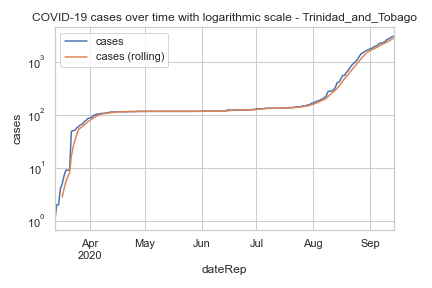 COVID-19 cases over time with logarithmic scale - Trinidad_and_Tobago
cases
cases (rolling)
10³
10²
10¹
10⁰
cases
Apr
2020
May
Jun
Jul
Aug
Sep
dateRep